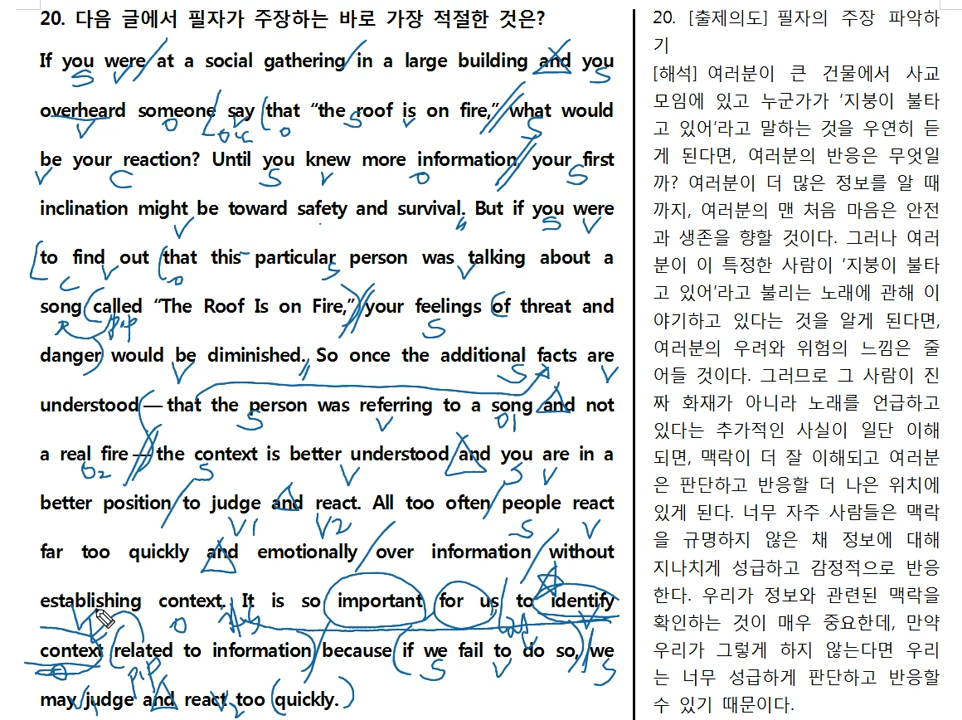 20. 다음 글에서 필자가 주장하는 바로 가장 적절한 것은?
If you were at a social gathering in a large building and you
overheard someone say that “the roof is on fire,” what would
be your reaction? Until you knew more information, your first
inclination might be toward safety and survival. But if you were
to find out that this particular person was talking about a
song called “The Roof Is on Fire,” your feelings of threat and
danger would be diminished. So once the additional facts are
understood — that the person was referring to a song and not
a real fire — the context is better understood and you are in a
better position to judge and react. All too often people react
far too quickly and emotionally over information without
establishing context. It is so important for us to identify
context related to information because if we fail to do so, we
may judge and react too quickly.
20. [출제의도] 필자의 주장 파악하
기
[해석] 여러분이 큰 건물에서 사교
모임에 있고 누군가가 ‘지붕이 불타
고 있어’라고 말하는 것을 우연히 듣
게 된다면, 여러분의 반응은 무엇일
까? 여러분이 더 많은 정보를 알 때
까지, 여러분의 맨 처음 마음은 안전
과 생존을 향할 것이다. 그러나 여러
분이 이 특정한 사람이 ‘지붕이 불타
고 있어’라고 불리는 노래에 관해 이
야기하고 있다는 것을 알게 된다면,
여러분의 우려와 위험의 느낌은 줄
어들 것이다. 그러므로 그 사람이 진
짜 화재가 아니라 노래를 언급하고
있다는 추가적인 사실이 일단 이해
되면, 맥락이 더 잘 이해되고 여러분
은 판단하고 반응할 더 나은 위치에
있게 된다. 너무 자주 사람들은 맥락
을 규명하지 않은 채 정보에 대해
지나치게 성급하고 감정적으로 반응
한다. 우리가 정보와 관련된 맥락을
확인하는 것이 매우 중요한데, 만약
우리가 그렇게 하지 않는다면 우리
는 너무 성급하게 판단하고 반응할
수 있기 때문이다.